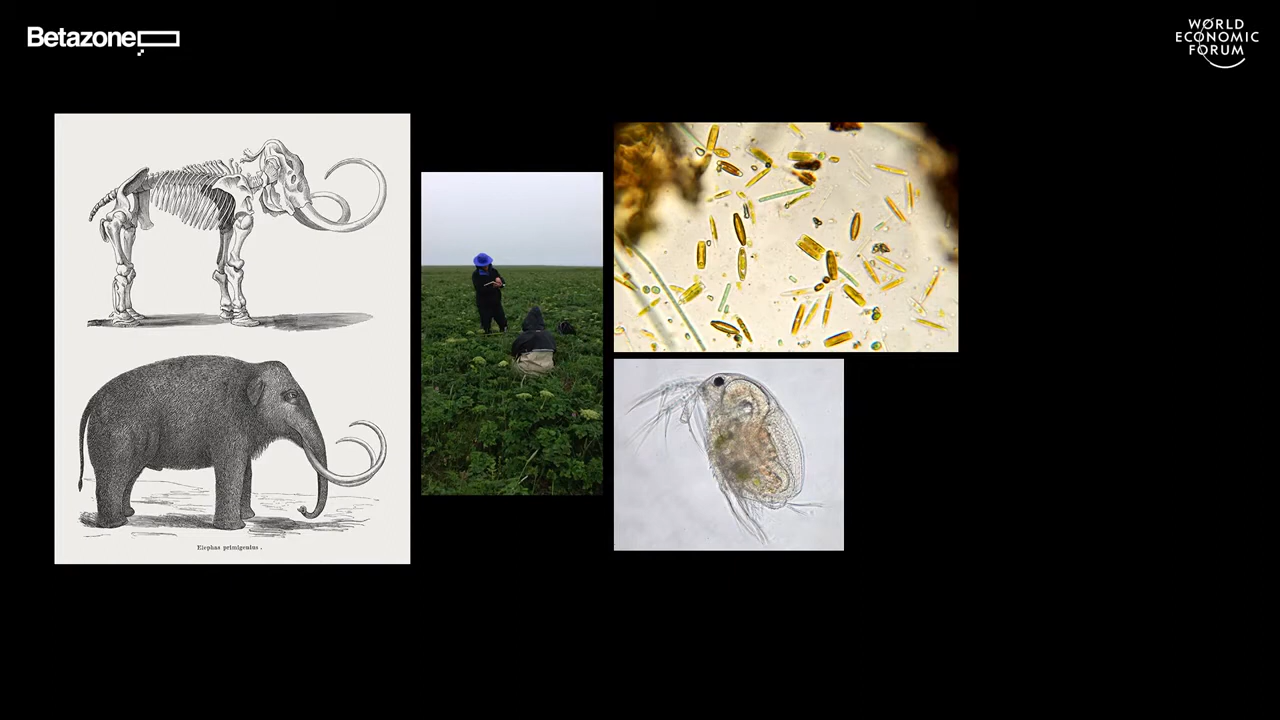 Betazone
WORLD
ECONOMIC
FORUM
Elephas primigenius.